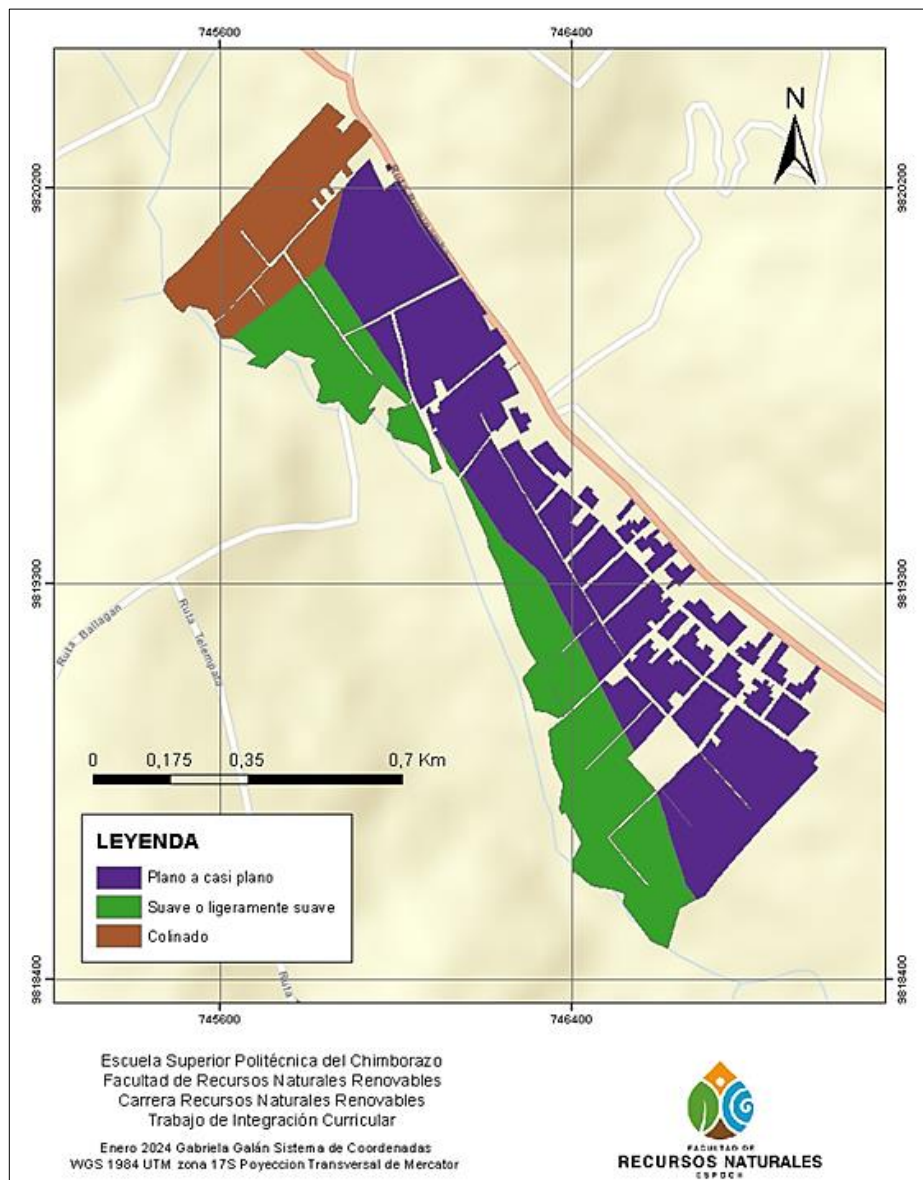 745600
746400
N
9820200
9820200
9819300
9819300
Ruta Ballagan
Ruta Telempala
0 0,175 0,35 0,7 Km
LEYENDA
Plano a casi plano
Suave o ligeramente suave
Colinado
Ruta
9818400
9818400
745600
746400
Escuela Superior Politécnica del Chimborazo
Facultad de Recursos Naturales Renovables
Carrera Recursos Naturales Renovables
Trabajo de Integración Curricular
Enero 2024 Gabriela Galán Sistema de Coordenadas
WGS 1984 UTM zona 17S Poyeccion Transversal de Mercator
FACULTAD DE
RECURSOS NATURALES
ESPOCH